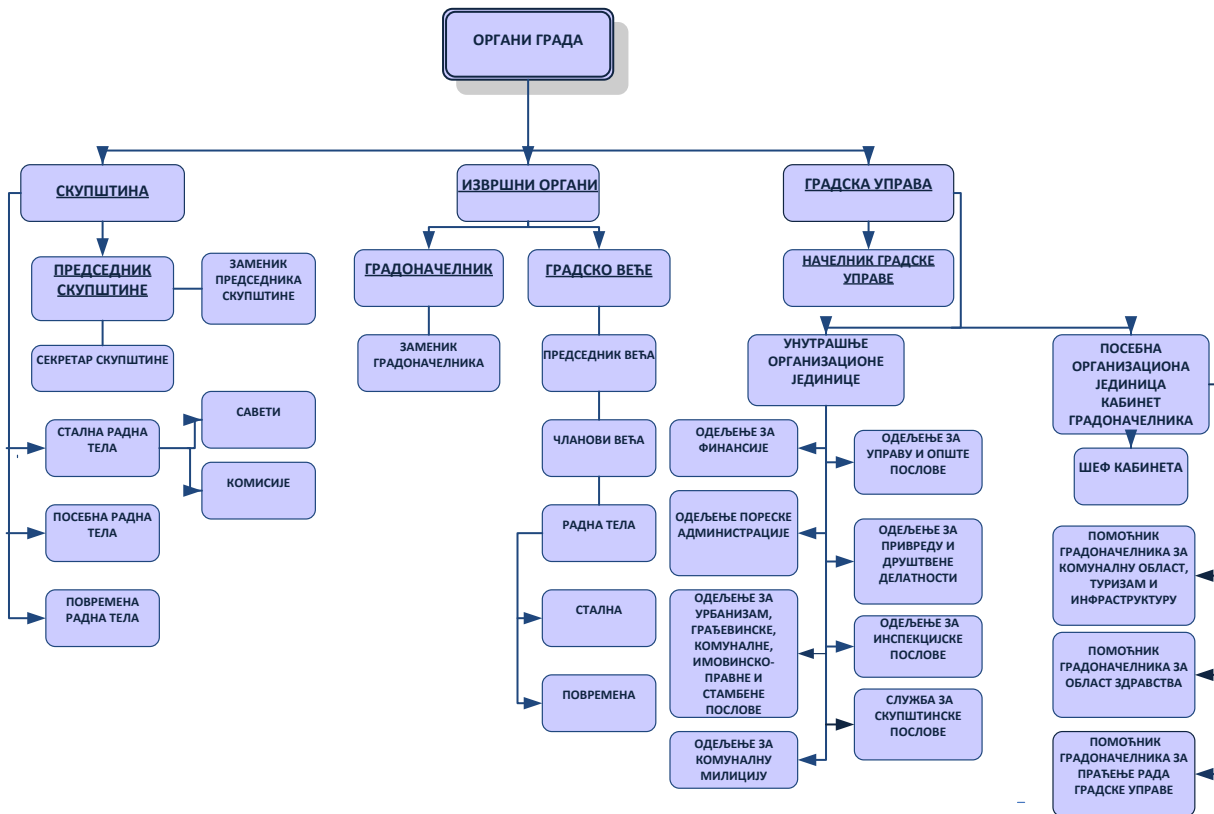 ОРГАНИ ГРАДА
СКУПШТИНА
ПРЕДСЕДНИК
СКУПШТИНЕ
ЗАМЕНИК
ПРЕДСЕДНИКА
СКУПШТИНЕ
СЕКРЕТАР СКУПШТИНЕ
СТАЛНА РАДНА
ТЕЛА
САВЕТИ
КОМИСИЈЕ
ПОСЕБНА РАДНА
ТЕЛА
ПОВРЕМЕНА
РАДНА ТЕЛА
ИЗВРШНИ ОРГАНИ
ГРАДОНАЧЕЛНИК
ЗАМЕНИК
ГРАДОНАЧЕЛНИКА
ГРАДСКО ВЕЋЕ
ПРЕДСЕДНИК ВЕЋА
ЧЛАНОВИ ВЕЋА
РАДНА ТЕЛА
СТАЛНА
ПОВРЕМЕНА
ГРАДСКА УПРАВА
НАЧЕЛНИК ГРАДСКЕ
УПРАВЕ
УНУТРАШЊЕ
ОРГАНИЗАЦИОНЕ
ЈЕДИНИЦЕ
ОДЕЉЕЊЕ ЗА
ФИНАНСИЈЕ
ОДЕЉЕЊЕ ЗА
УПРАВУ И ОПШТЕ
ПОСЛОВЕ
ОДЕЉЕЊЕ ПОРЕСКЕ
АДМИНИСТРАЦИЈЕ
ОДЕЉЕЊЕ ЗА
ПРИВРЕДУ И
ДРУШТВЕНЕ
ДЕЛАТНОСТИ
ОДЕЉЕЊЕ ЗА
УРБАНИЗАМ,
ГРАЂЕВИНСКЕ,
КОМУНАЛНЕ,
ИМОВИНСКО-
ПРАВНЕ И
СТАМБЕНЕ
ПОСЛОВЕ
ОДЕЉЕЊЕ ЗА
ИНСПЕКЦИЈСКЕ
ПОСЛОВЕ
СЛУЖБА ЗА
СКУПШТИНСКЕ
ПОСЛОВЕ
ОДЕЉЕЊЕ ЗА
КОМУНАЛНУ
МИЛИЦИЈУ
ПОСЕБНА
ОРГАНИЗАЦИОНА
ЈЕДИНИЦА
КАБИНЕТ
ГРАДОНАЧЕЛНИКА
ШЕФ КАБИНЕТА
ПОМОЋНИК
ГРАДОНАЧЕЛНИКА ЗА
КОМУНАЛНУ ОБЛАСТ,
ТУРИЗАМ И
ИНФРАСТРУКТУРУ
ПОМОЋНИК
ГРАДОНАЧЕЛНИКА ЗА
ОБЛАСТ ЗДРАВСТВА
ПОМОЋНИК
ГРАДОНАЧЕЛНИКА ЗА
ПРАЋЕЊЕ РАДА
ГРАДСКЕ УПРАВЕ